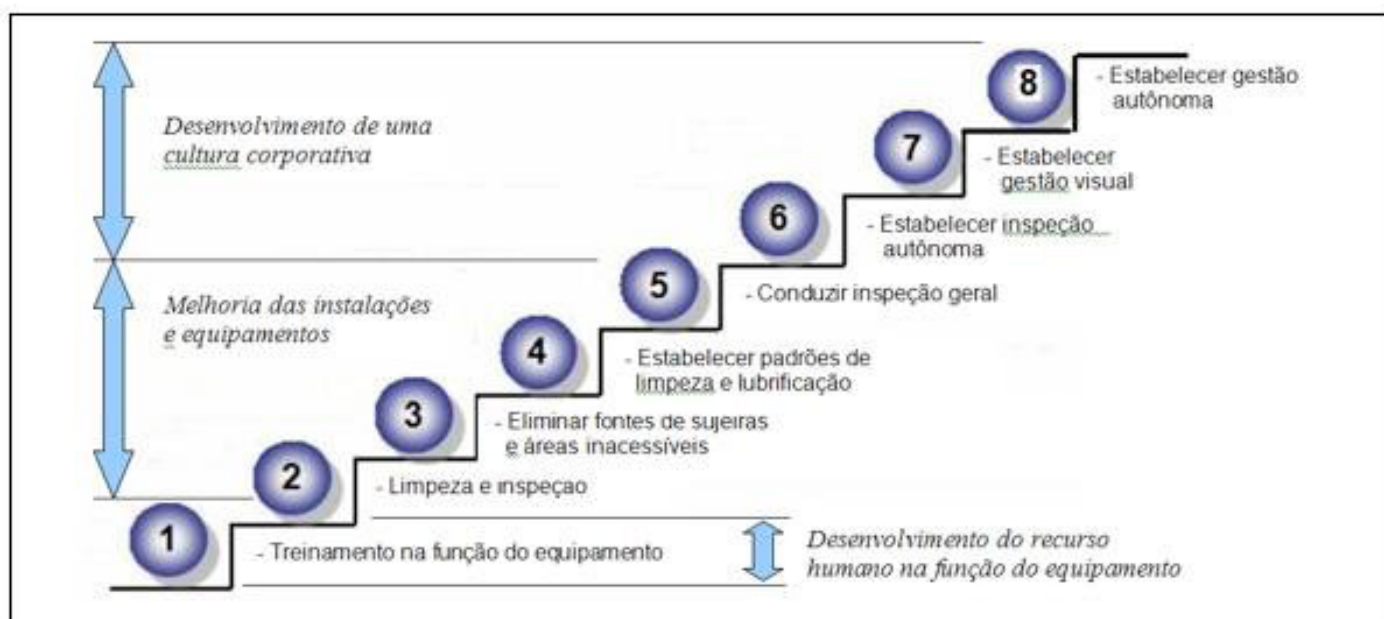 8
- Estabelecer gestão
autônoma
Desenvolvimento de uma
cultura corporativa
7
- Estabelecer
gestão visual
6
- Estabelecer inspeção
autônoma
5
- Conduzir inspeção geral
Melhoria das instalações
e equipamentos
4
- Estabelecer padrões de
limpeza e lubrificação
3
- Eliminar fontes de sujeiras
e áreas inacessíveis
2
- Limpeza e inspeçao
1
- Treinamento na função do equipamento
Desenvolvimento do recurso
humano na função do equipamento